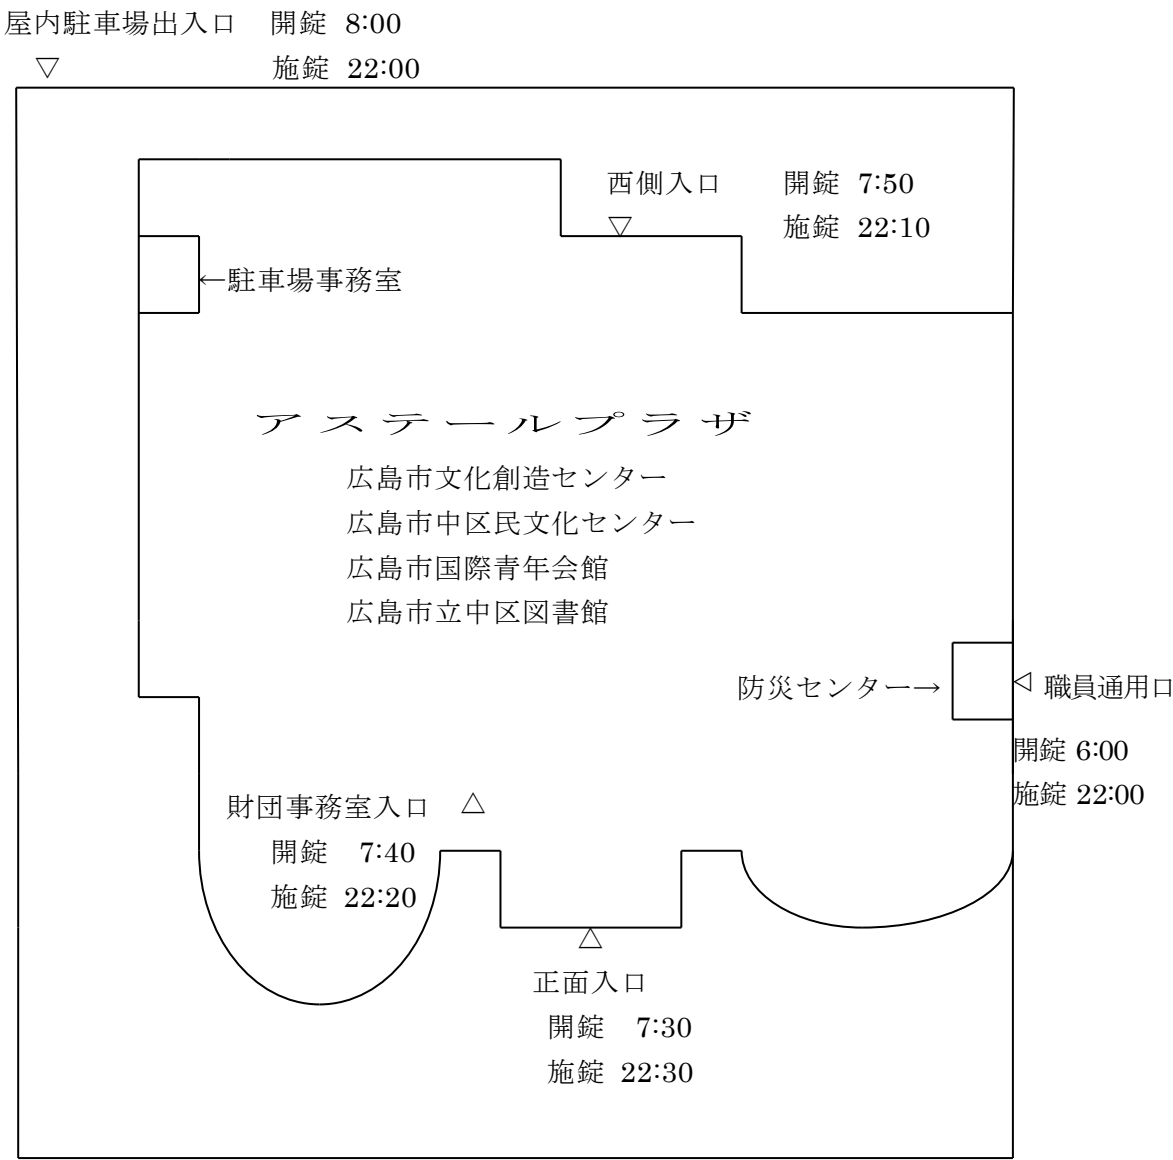 屋内駐車場出入口 開錠 8:00
▽ 施錠 22:00
西側入口 開錠 7:50
▽ 施錠 22:10
←駐車場事務室
アステールプラザ
広島市文化創造センター
広島市中区民文化センター
広島市国際青年会館
広島市立中区図書館
防災センター→ ◁ 職員通用口
開錠 6:00
施錠 22:00
財団事務室入口 △
開錠 7:40
施錠 22:20
△
正面入口
開錠 7:30
施錠 22:30